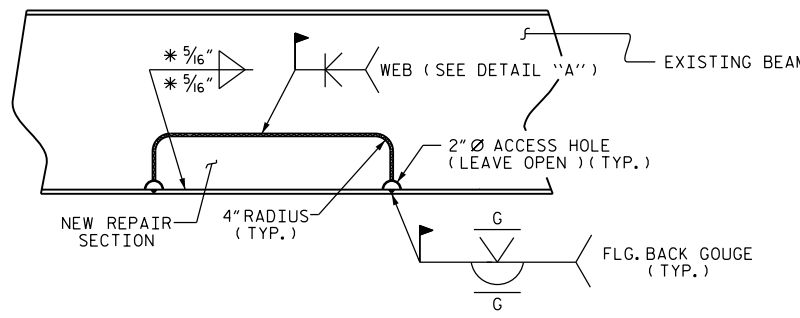 * 5/16"
* 5/16"
WEB (SEE DETAIL "A")
EXISTING BEAM
2"Ø ACCESS HOLE
(LEAVE OPEN)(TYP.)
4" RADIUS
(TYP.)
NEW REPAIR
SECTION
G
G
FLG. BACK GOUGE
(TYP.)